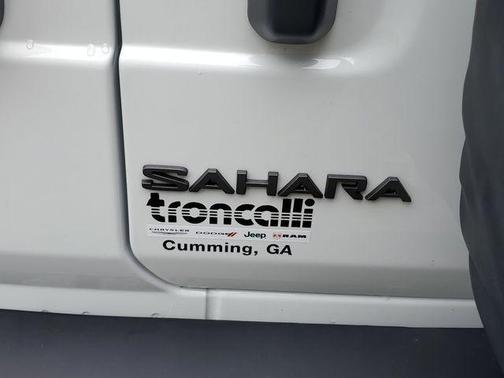 SAHARA
troncalli
CHRYSLER DODGE Jeep RAM
Cumming, GA